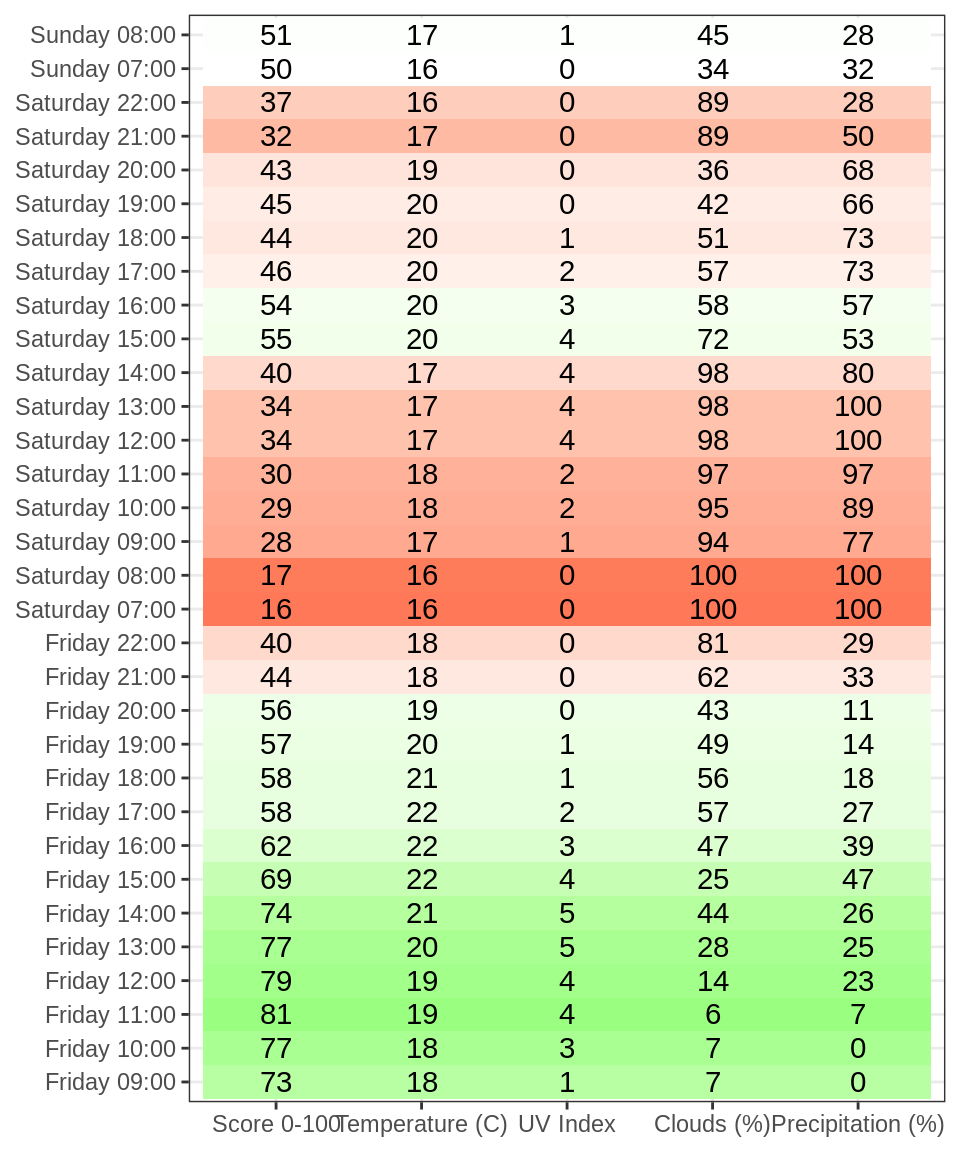 Sunday 08:00 51 17 1 45 28
Sunday 07:00 50 16 0 34 32
Saturday 22:00 37 16 0 89 28
Saturday 21:00 32 17 0 89 50
Saturday 20:00 43 19 0 36 68
Saturday 19:00 45 20 0 42 66
Saturday 18:00 44 20 1 51 73
Saturday 17:00 46 20 2 57 73
Saturday 16:00 54 20 3 58 57
Saturday 15:00 55 20 4 72 53
Saturday 14:00 40 17 4 98 80
Saturday 13:00 34 17 4 98 100
Saturday 12:00 34 17 4 98 100
Saturday 11:00 30 18 2 97 97
Saturday 10:00 29 18 2 95 89
Saturday 09:00 28 17 1 94 77
Saturday 08:00 17 16 0 100 100
Saturday 07:00 16 16 0 100 100
Friday 22:00 40 18 0 81 29
Friday 21:00 44 18 0 62 33
Friday 20:00 56 19 0 43 11
Friday 19:00 57 20 1 49 14
Friday 18:00 58 21 1 56 18
Friday 17:00 58 22 2 57 27
Friday 16:00 62 22 3 47 39
Friday 15:00 69 22 4 25 47
Friday 14:00 74 21 5 44 26
Friday 13:00 77 20 5 28 25
Friday 12:00 79 19 4 14 23
Friday 11:00 81 19 4 6 7
Friday 10:00 77 18 3 7 0
Friday 09:00 73 18 1 7 0
Score 0-100 Temperature (C) UV Index Clouds (%) Precipitation (%)